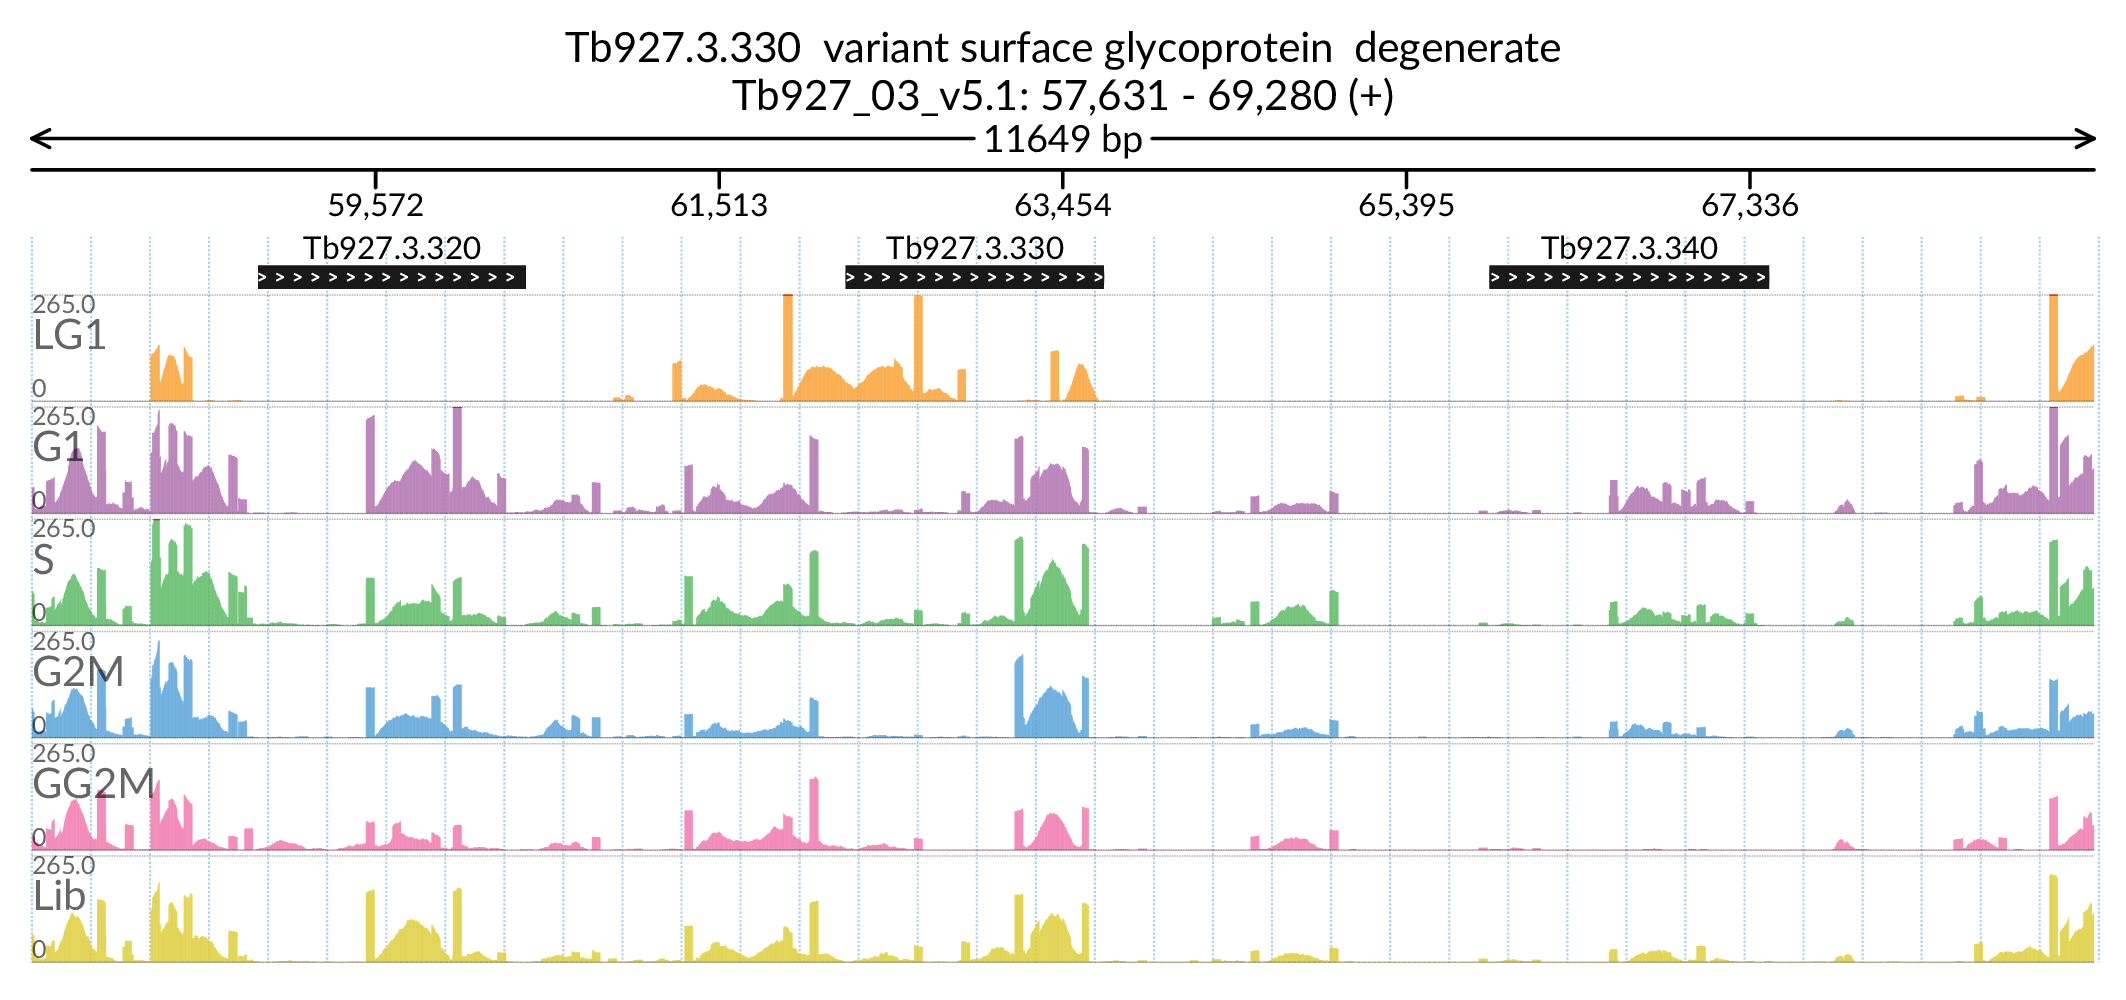 Tb927.3.330 variant surface glycoprotein degenerate
Tb927_03_v5.1: 57,631 - 69,280 (+)
11649 bp
59,572 61,513 63,454 65,395 67,336
Tb927.3.320 Tb927.3.330 Tb927.3.340
265.0
LG1
0
265.0
G1
0
265.0
S
0
265.0
G2M
0
265.0
GG2M
0
265.0
Lib
0